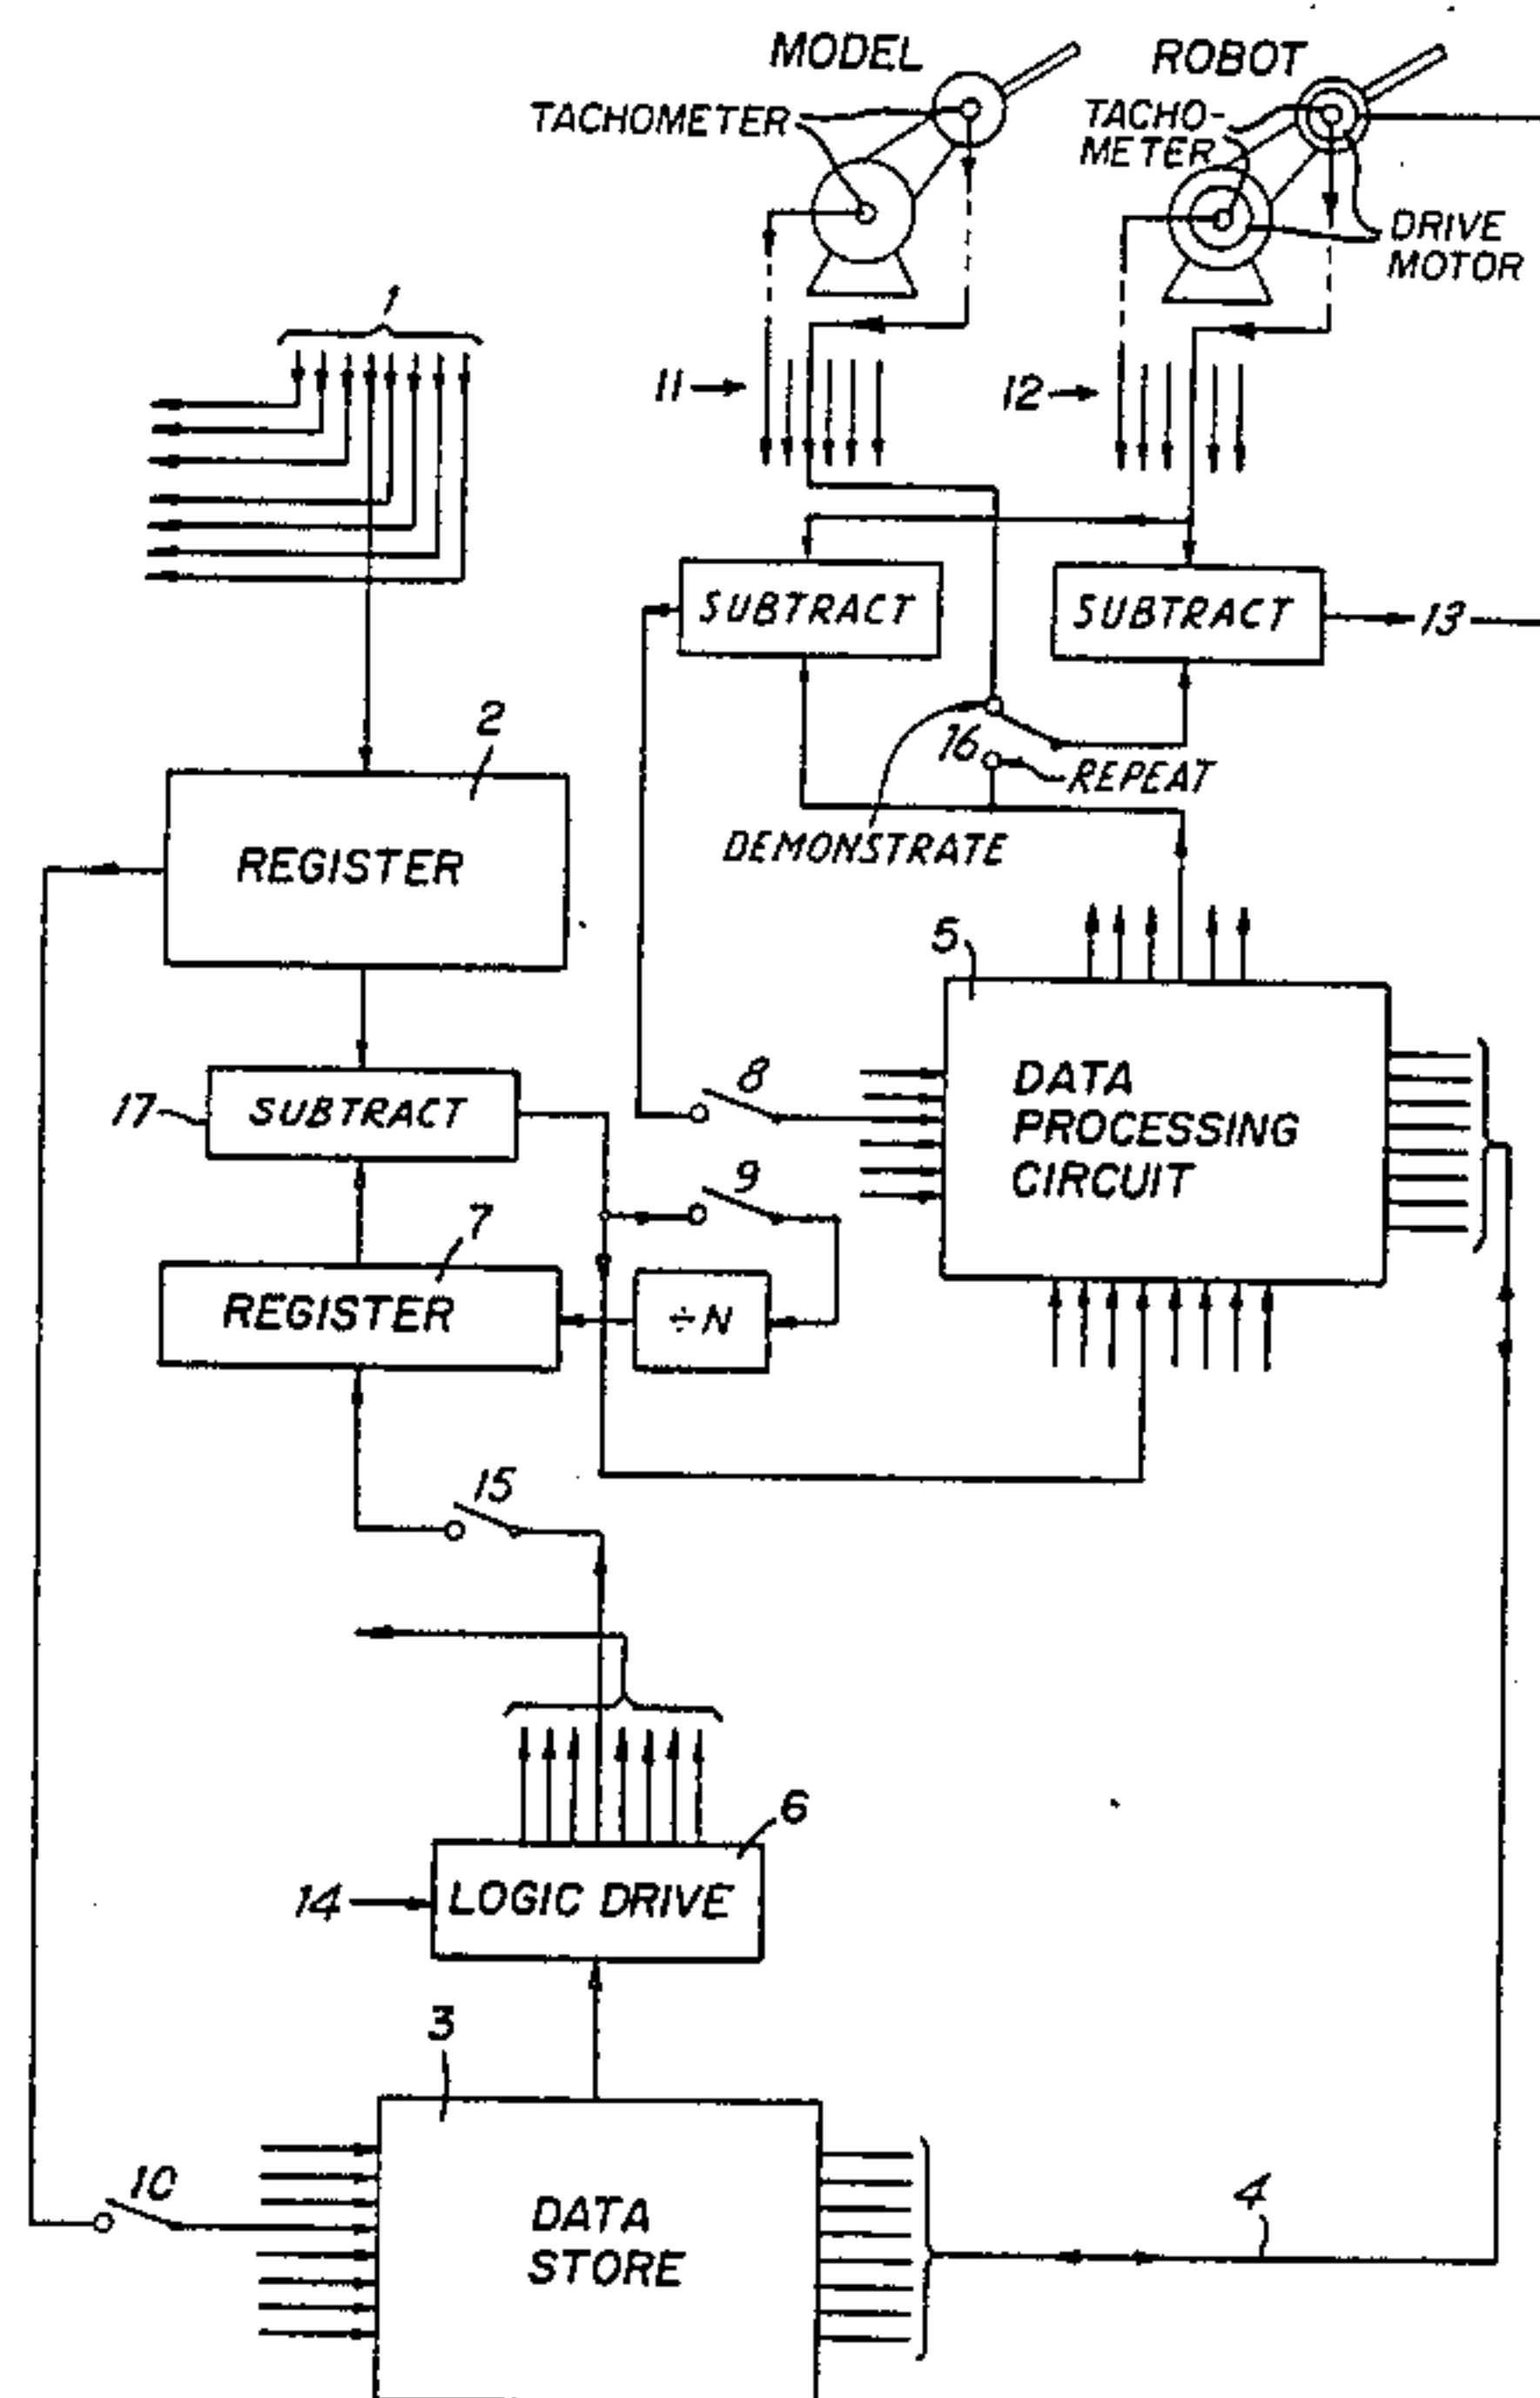 MODEL
ROBOT
TACHOMETER
TACHO-
METER
DRIVE
MOTOR
1
11
12
SUBTRACT
SUBTRACT
13
2
16
REPEAT
DEMONSTRATE
REGISTER
5
8
DATA
PROCESSING
CIRCUIT
17
SUBTRACT
9
7
REGISTER
÷N
15
6
14
LOGIC DRIVE
3
10
4
DATA
STORE